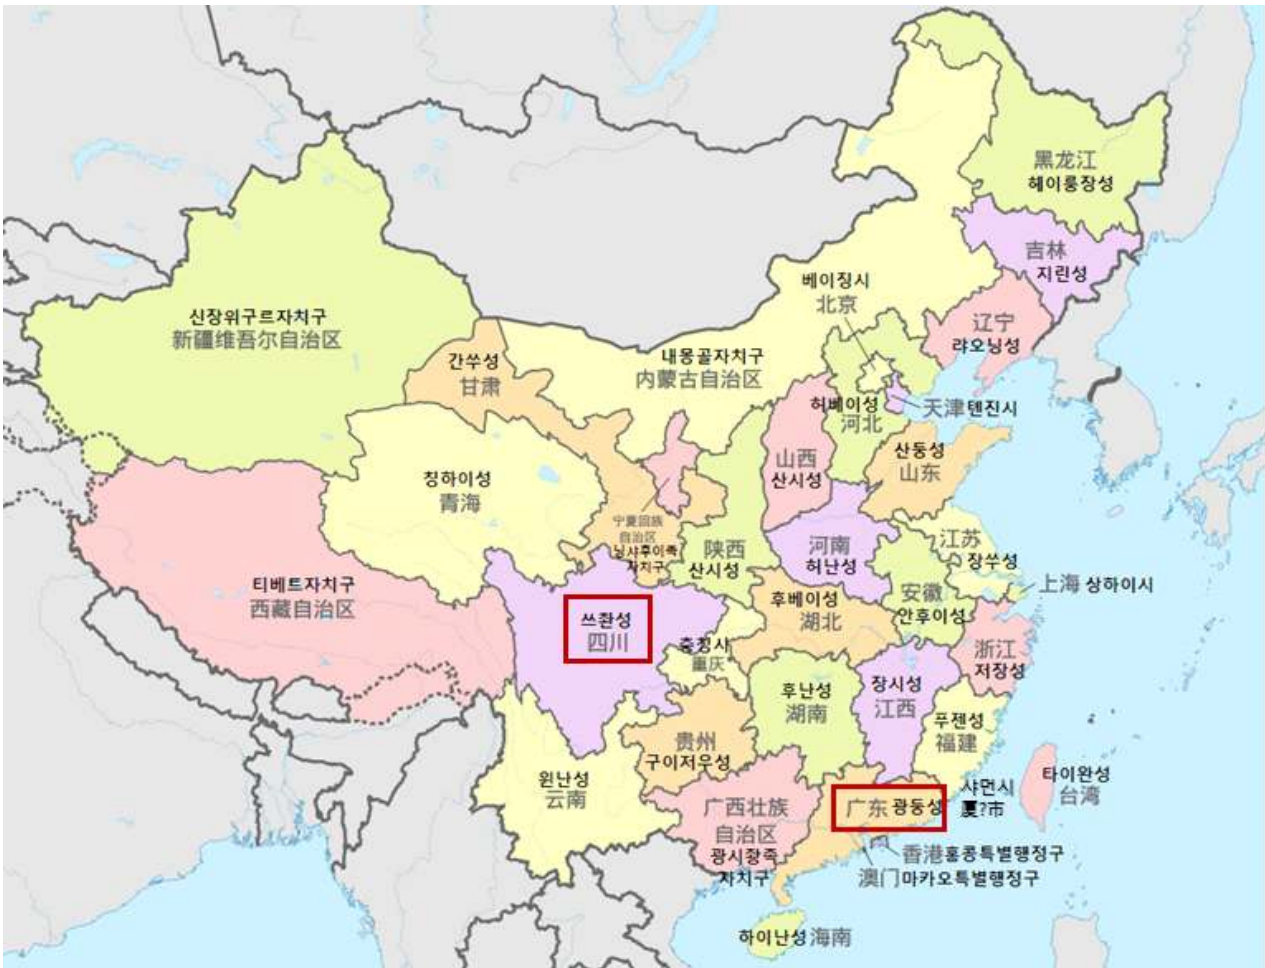 黑龙江
헤이룽장성
吉林
지린성
베이징시
北京
辽宁
랴오닝성
신장위구르자치구
新疆维吾尔自治区
간쑤성
甘肃
내몽골자치구
内蒙古自治区
허베이성
河北
天津 톈진시
산둥성
山东
山西
산시성
칭하이성
青海
宁夏回族
自治区
닝샤후이족
자치구
陕西
산시성
河南
허난성
江苏
장쑤성
上海 상하이시
安徽
안후이성
티베트자치구
西藏自治区
쓰촨성
四川
충칭시
重庆
후베이성
湖北
浙江
저장성
후난성
湖南
장시성
江西
푸젠성
福建
贵州
구이저우성
윈난성
云南
广西壮族
自治区
광시장족
자치구
广东 광둥성
샤먼시
厦?市
타이완성
台湾
香港홍콩특별행정구
澳门마카오특별행정구
하이난성 海南